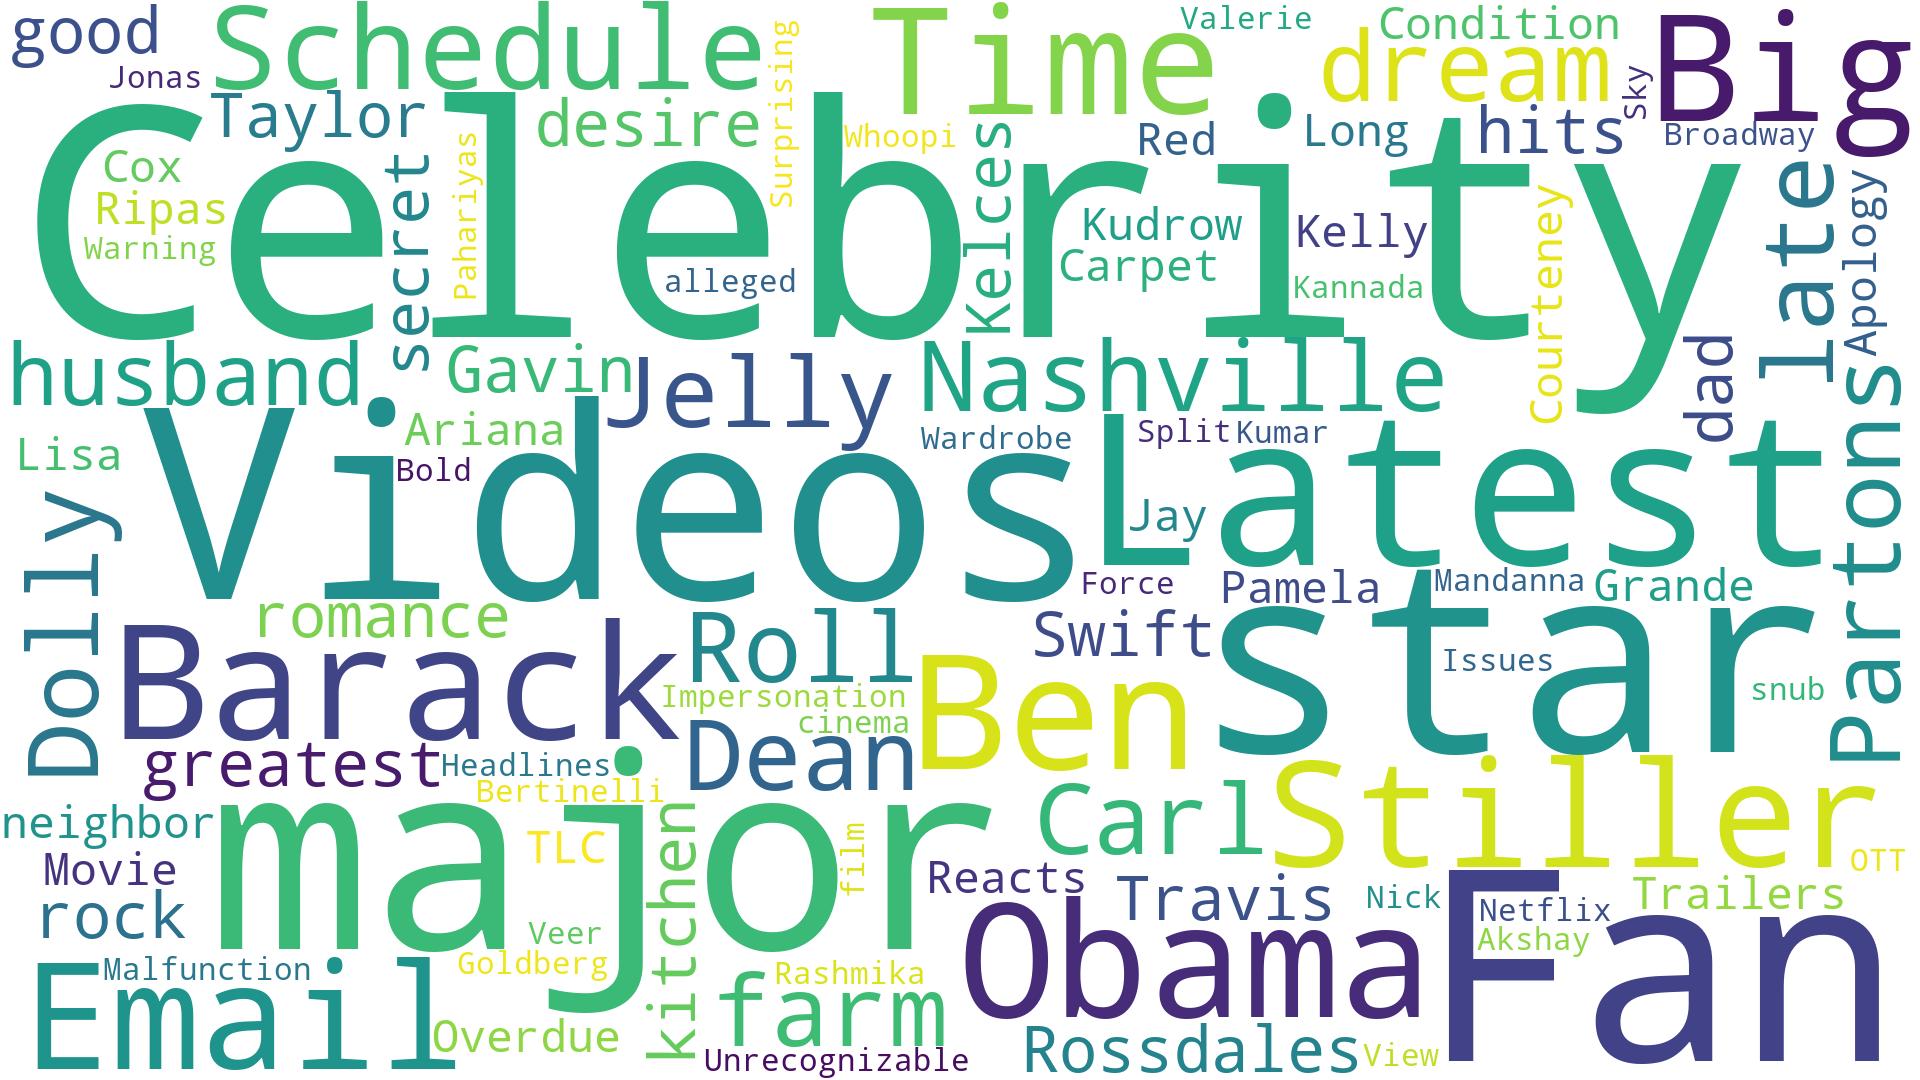 good
Schedule
Time
Valerie
Condition
Big
Jonas
Surprising
dream
Sky
Taylor
desire
Whoopi
Kelces
Red
Long
hits
Broadway
Celebrity
Cox
secret
Pahariyas
Ripas
Warning
alleged
Kudrow
Kelly
Carpet
Kannada
Courteney
late
Apology
husband
Gavin
Jelly
Nashville
dad
Partons
Lisa
Ariana
Bold
Wardrobe
Split
Kumar
Videos
Latest
Jay
Dolly
Force
Pamela
Mandanna
Grande
romance
Barack
Roll
Swift
star
Issues
snub
Impersonation
cinema
Ben
greatest
Headlines
Dean
Bertinelli
Carl
Stiller
neighbor
major
TLC
kitchen
film
Movie
Reacts
OTT
rock
Veer
Travis
Nick
Netflix
Trailers
Akshay
Fan
Email
Malfunction
Goldberg
Rashmika
farm
Obama
Overdue
Unrecognizable
Rossdales
View